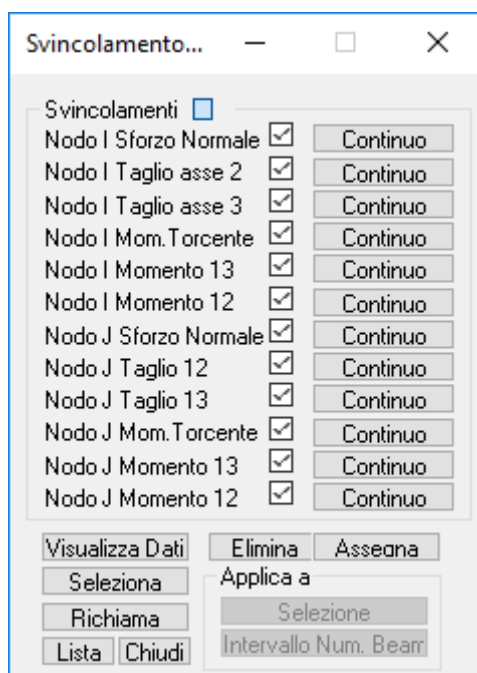 Svincolamento...
Svincolamenti
Nodo I Sforzo Normale Continuo
Nodo I Taglio asse 2 Continuo
Nodo I Taglio asse 3 Continuo
Nodo I Mom.Torcente Continuo
Nodo I Momento 13 Continuo
Nodo I Momento 12 Continuo
Nodo J Sforzo Normale Continuo
Nodo J Taglio 12 Continuo
Nodo J Taglio 13 Continuo
Nodo J Mom.Torcente Continuo
Nodo J Momento 13 Continuo
Nodo J Momento 12 Continuo
Visualizza Dati Elimina Assegna
Seleziona Applica a
Richiama Selezione
Lista Chiudi Intervallo Num. Beam